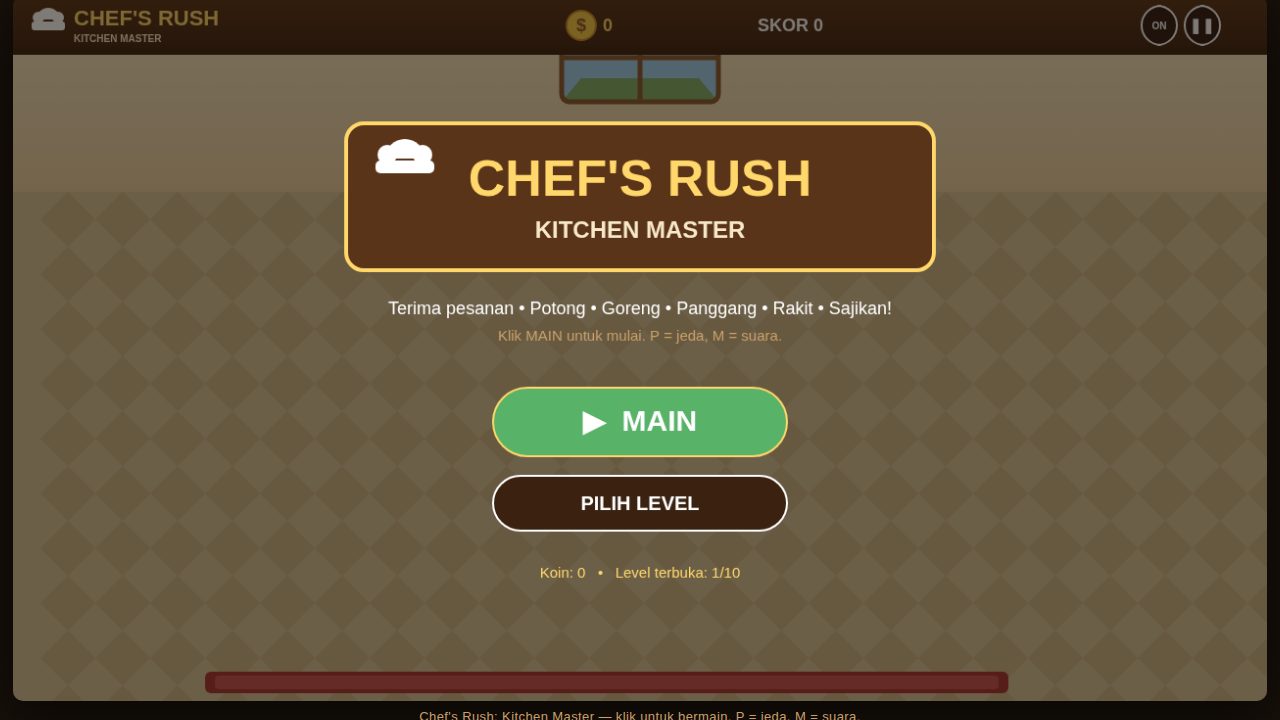 CHEF'S RUSH
KITCHEN MASTER
$ 0
SKOR 0
ON
CHEF'S RUSH
KITCHEN MASTER
Terima pesanan • Potong • Goreng • Panggang • Rakit • Sajikan!
Klik MAIN untuk mulai. P = jeda, M = suara.
▶ MAIN
PILIH LEVEL
Koin: 0 • Level terbuka: 1/10
Chef's Rush: Kitchen Master — klik untuk bermain. P = jeda, M = suara.